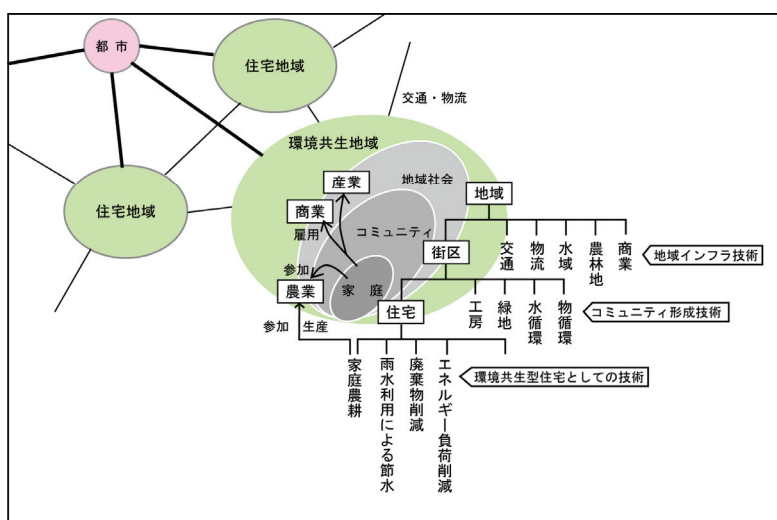 都市
住宅地域
交通・物流
環境共生地域
住宅地域
地域社会
産業
地域
商業
雇用
コミュニティ
街区
交通
物流
水域
農林地
商業
地域インフラ技術
参加
農業
家庭
住宅
工房
緑地
水循環
物循環
コミュニティ形成技術
参加
生産
家庭農耕
雨水利用による節水
廃棄物削減
エネルギー負荷削減
環境共生型住宅としての技術